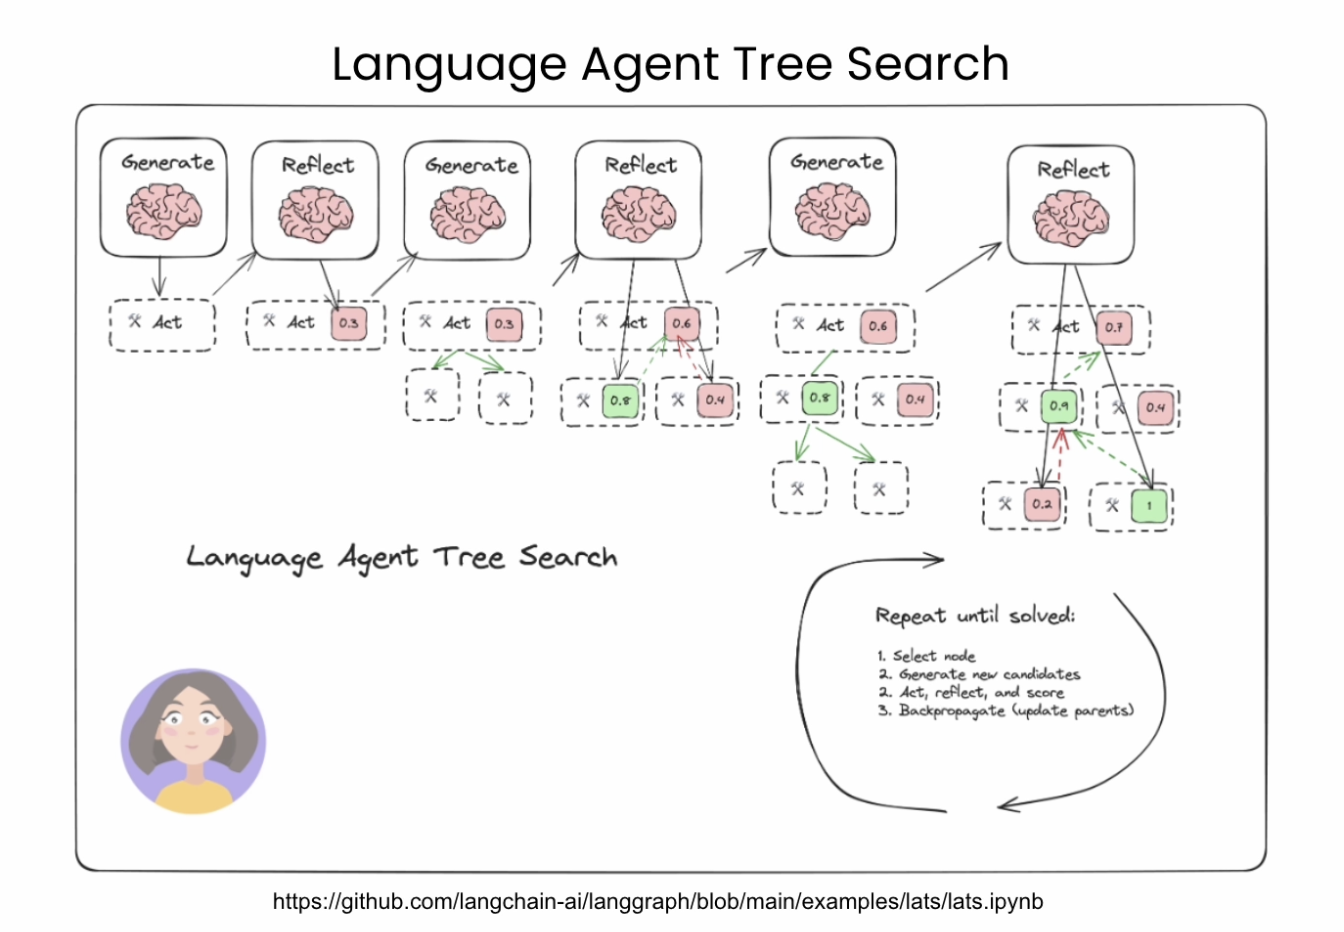 Language Agent Tree Search
Generate
Reflect
Generate
Reflect
Generate
Reflect
Act
Act 0.3
Act 0.3
Act 0.6
Act 0.6
Act 0.7
0.8
0.4
0.8
0.4
0.9
0.4
0.2
1
Language Agent Tree Search
Repeat until solved:
1. Select node
2. Generate new candidates
2. Act, reflect, and score
3. Backpropagate (update parents)
https://github.com/langchain-ai/langgraph/blob/main/examples/lats/lats.ipynb